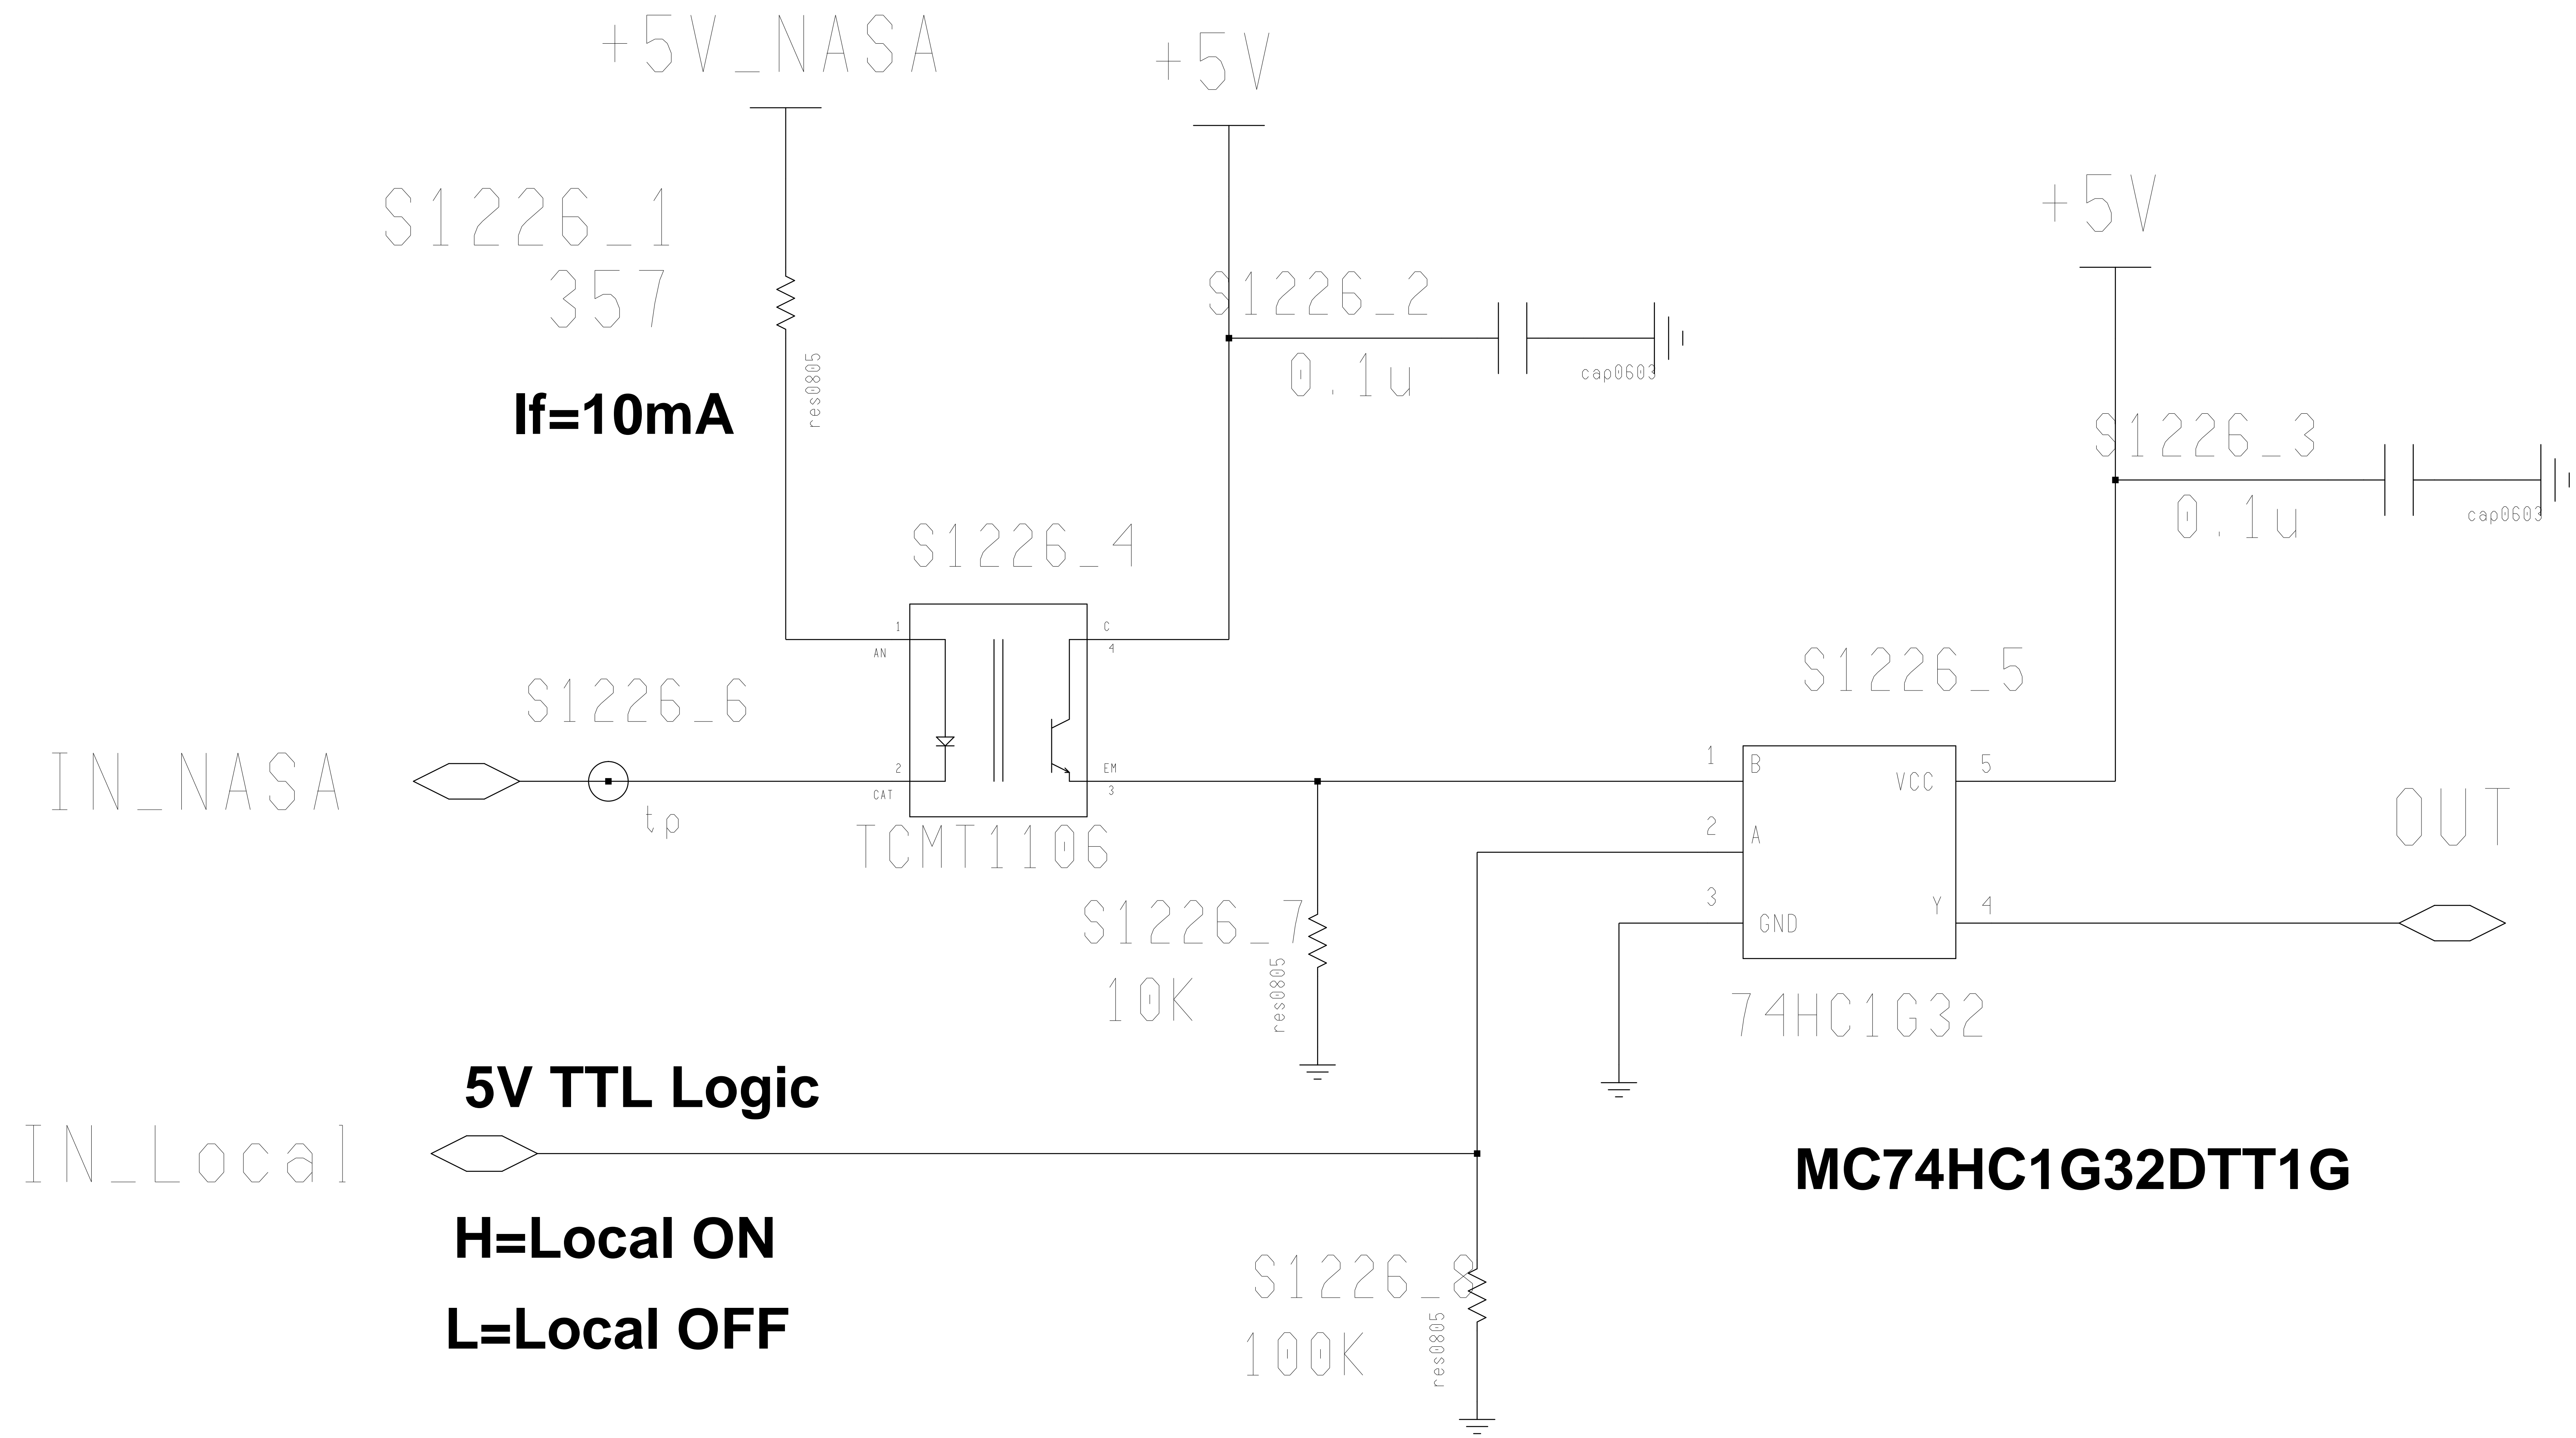 +5V_NASA
+5V
+5V
S1226_1
357
res0805
If=10mA
S1226_2
0.1u
cap0603
S1226_3
0.1u
cap0603
S1226_4
1
AN
C
4
2
CAT
EM
3
TCMT1106
S1226_6
IN_NASA
tp
S1226_5
1
B
VCC
5
2
A
3
GND
Y
4
74HC1G32
OUT
S1226_7
10K
res0805
5V TTL Logic
IN_Local
H=Local ON
L=Local OFF
MC74HC1G32DTT1G
S1226_8
100K
res0805